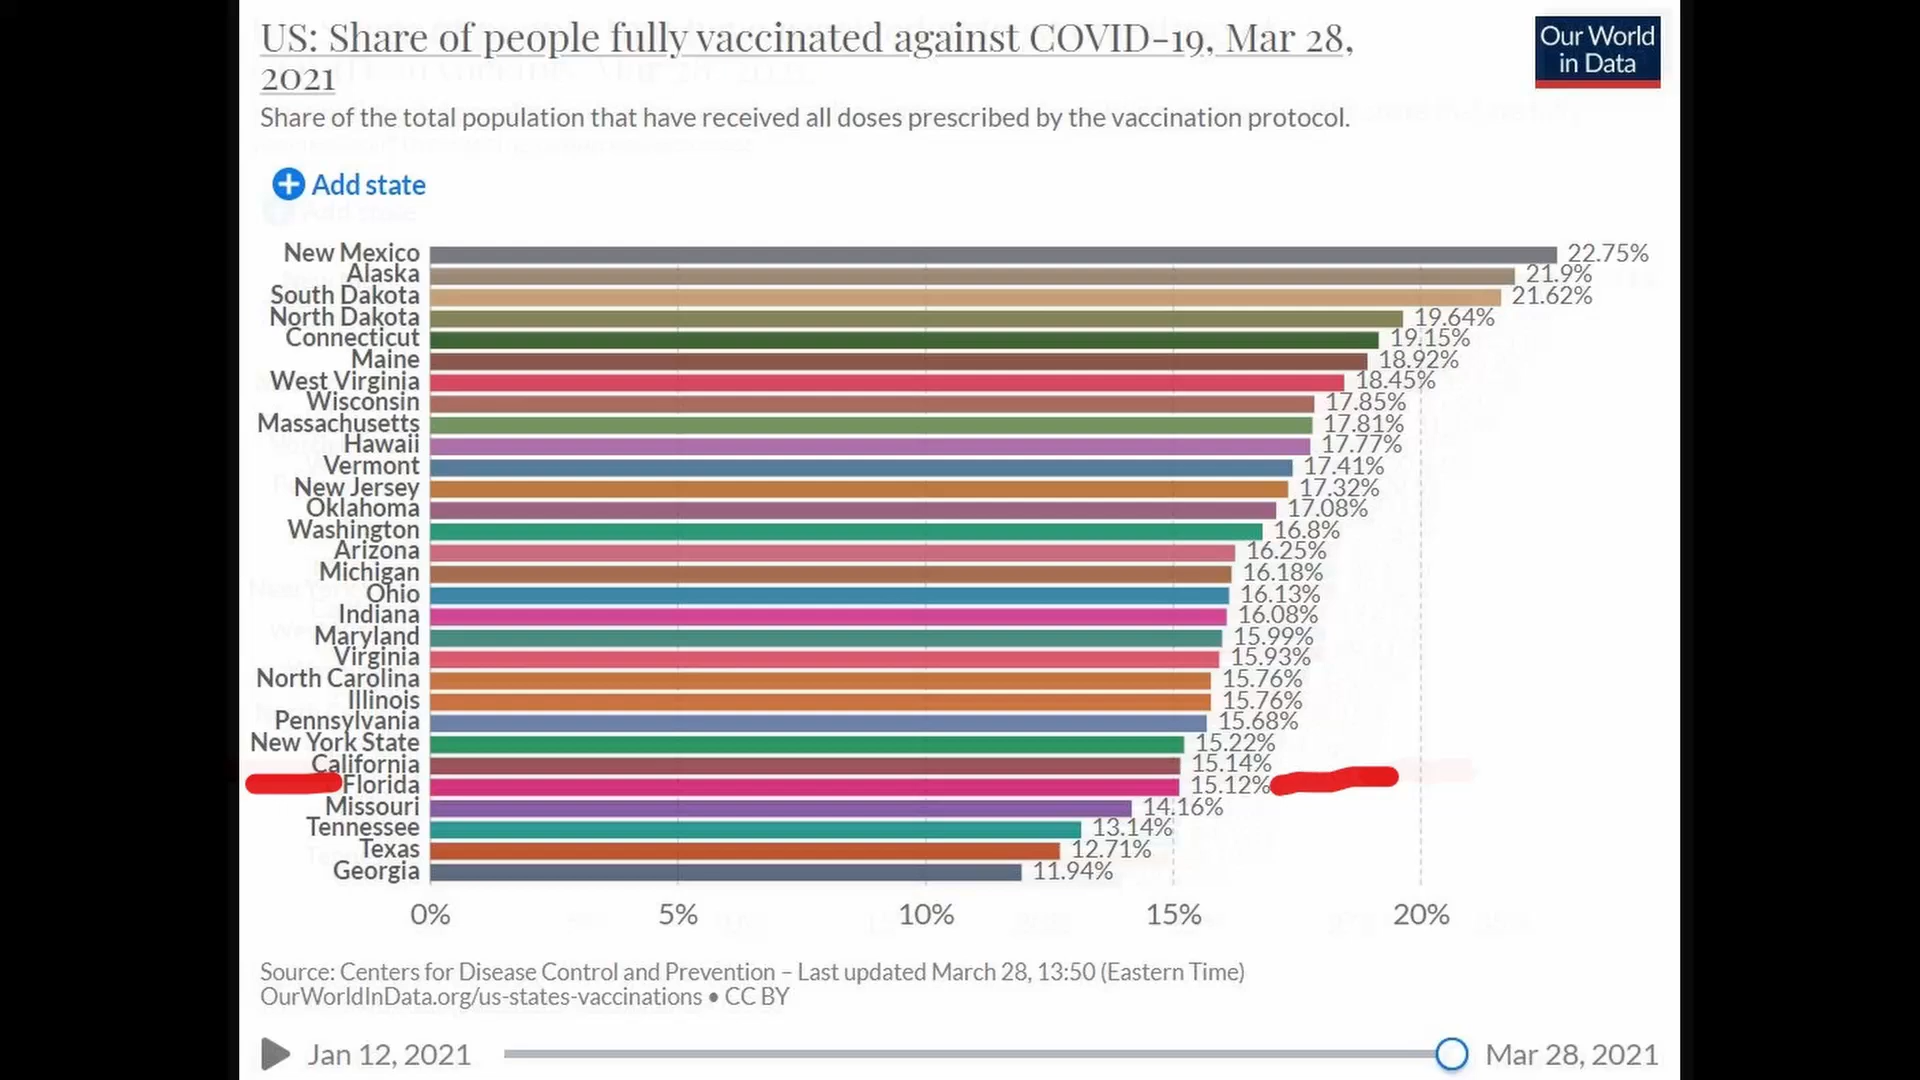 US: Share of people fully vaccinated against COVID-19, Mar 28,
2021
Our World
in Data
Share of the total population that have received all doses prescribed by the vaccination protocol.
Add state
New Mexico 22.75%
Alaska 21.9%
South Dakota 21.62%
North Dakota 19.64%
Connecticut 19.15%
Maine 18.92%
West Virginia 18.45%
Wisconsin 17.85%
Massachusetts 17.81%
Hawaii 17.77%
Vermont 17.41%
New Jersey 17.32%
Oklahoma 17.08%
Washington 16.8%
Arizona 16.25%
Michigan 16.18%
Ohio 16.13%
Indiana 16.08%
Maryland 15.99%
Virginia 15.93%
North Carolina 15.76%
Illinois 15.76%
Pennsylvania 15.68%
New York State 15.22%
California 15.14%
Florida 15.12%
Missouri 14.16%
Tennessee 13.14%
Texas 12.71%
Georgia 11.94%
0% 5% 10% 15% 20%
Source: Centers for Disease Control and Prevention – Last updated March 28, 13:50 (Eastern Time)
OurWorldInData.org/us-states-vaccinations • CC BY
Jan 12, 2021 Mar 28, 2021